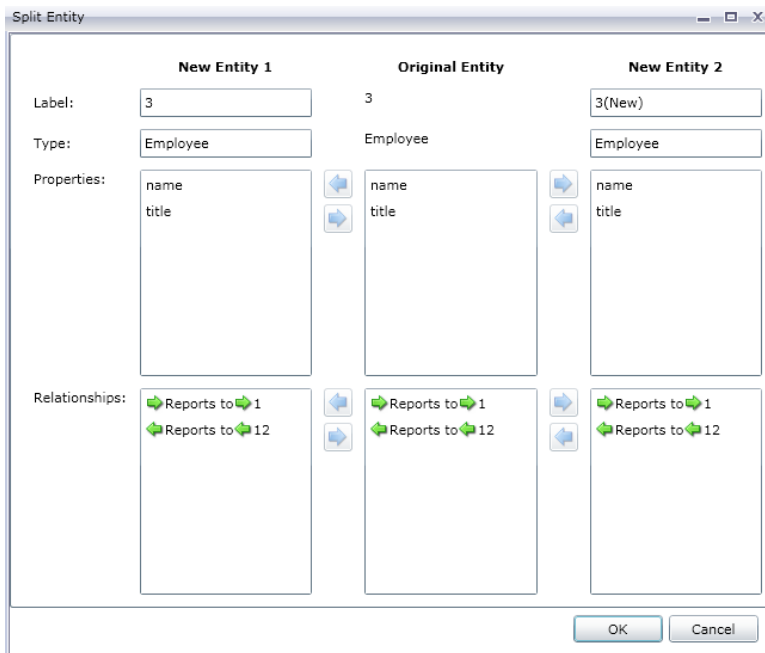 Split Entity
New Entity 1 Original Entity New Entity 2
Label: 3 3 3(New)
Type: Employee Employee Employee
Properties: name name name
title title title
Relationships: Reports to 1 Reports to 1 Reports to 1
Reports to 12 Reports to 12 Reports to 12
OK Cancel